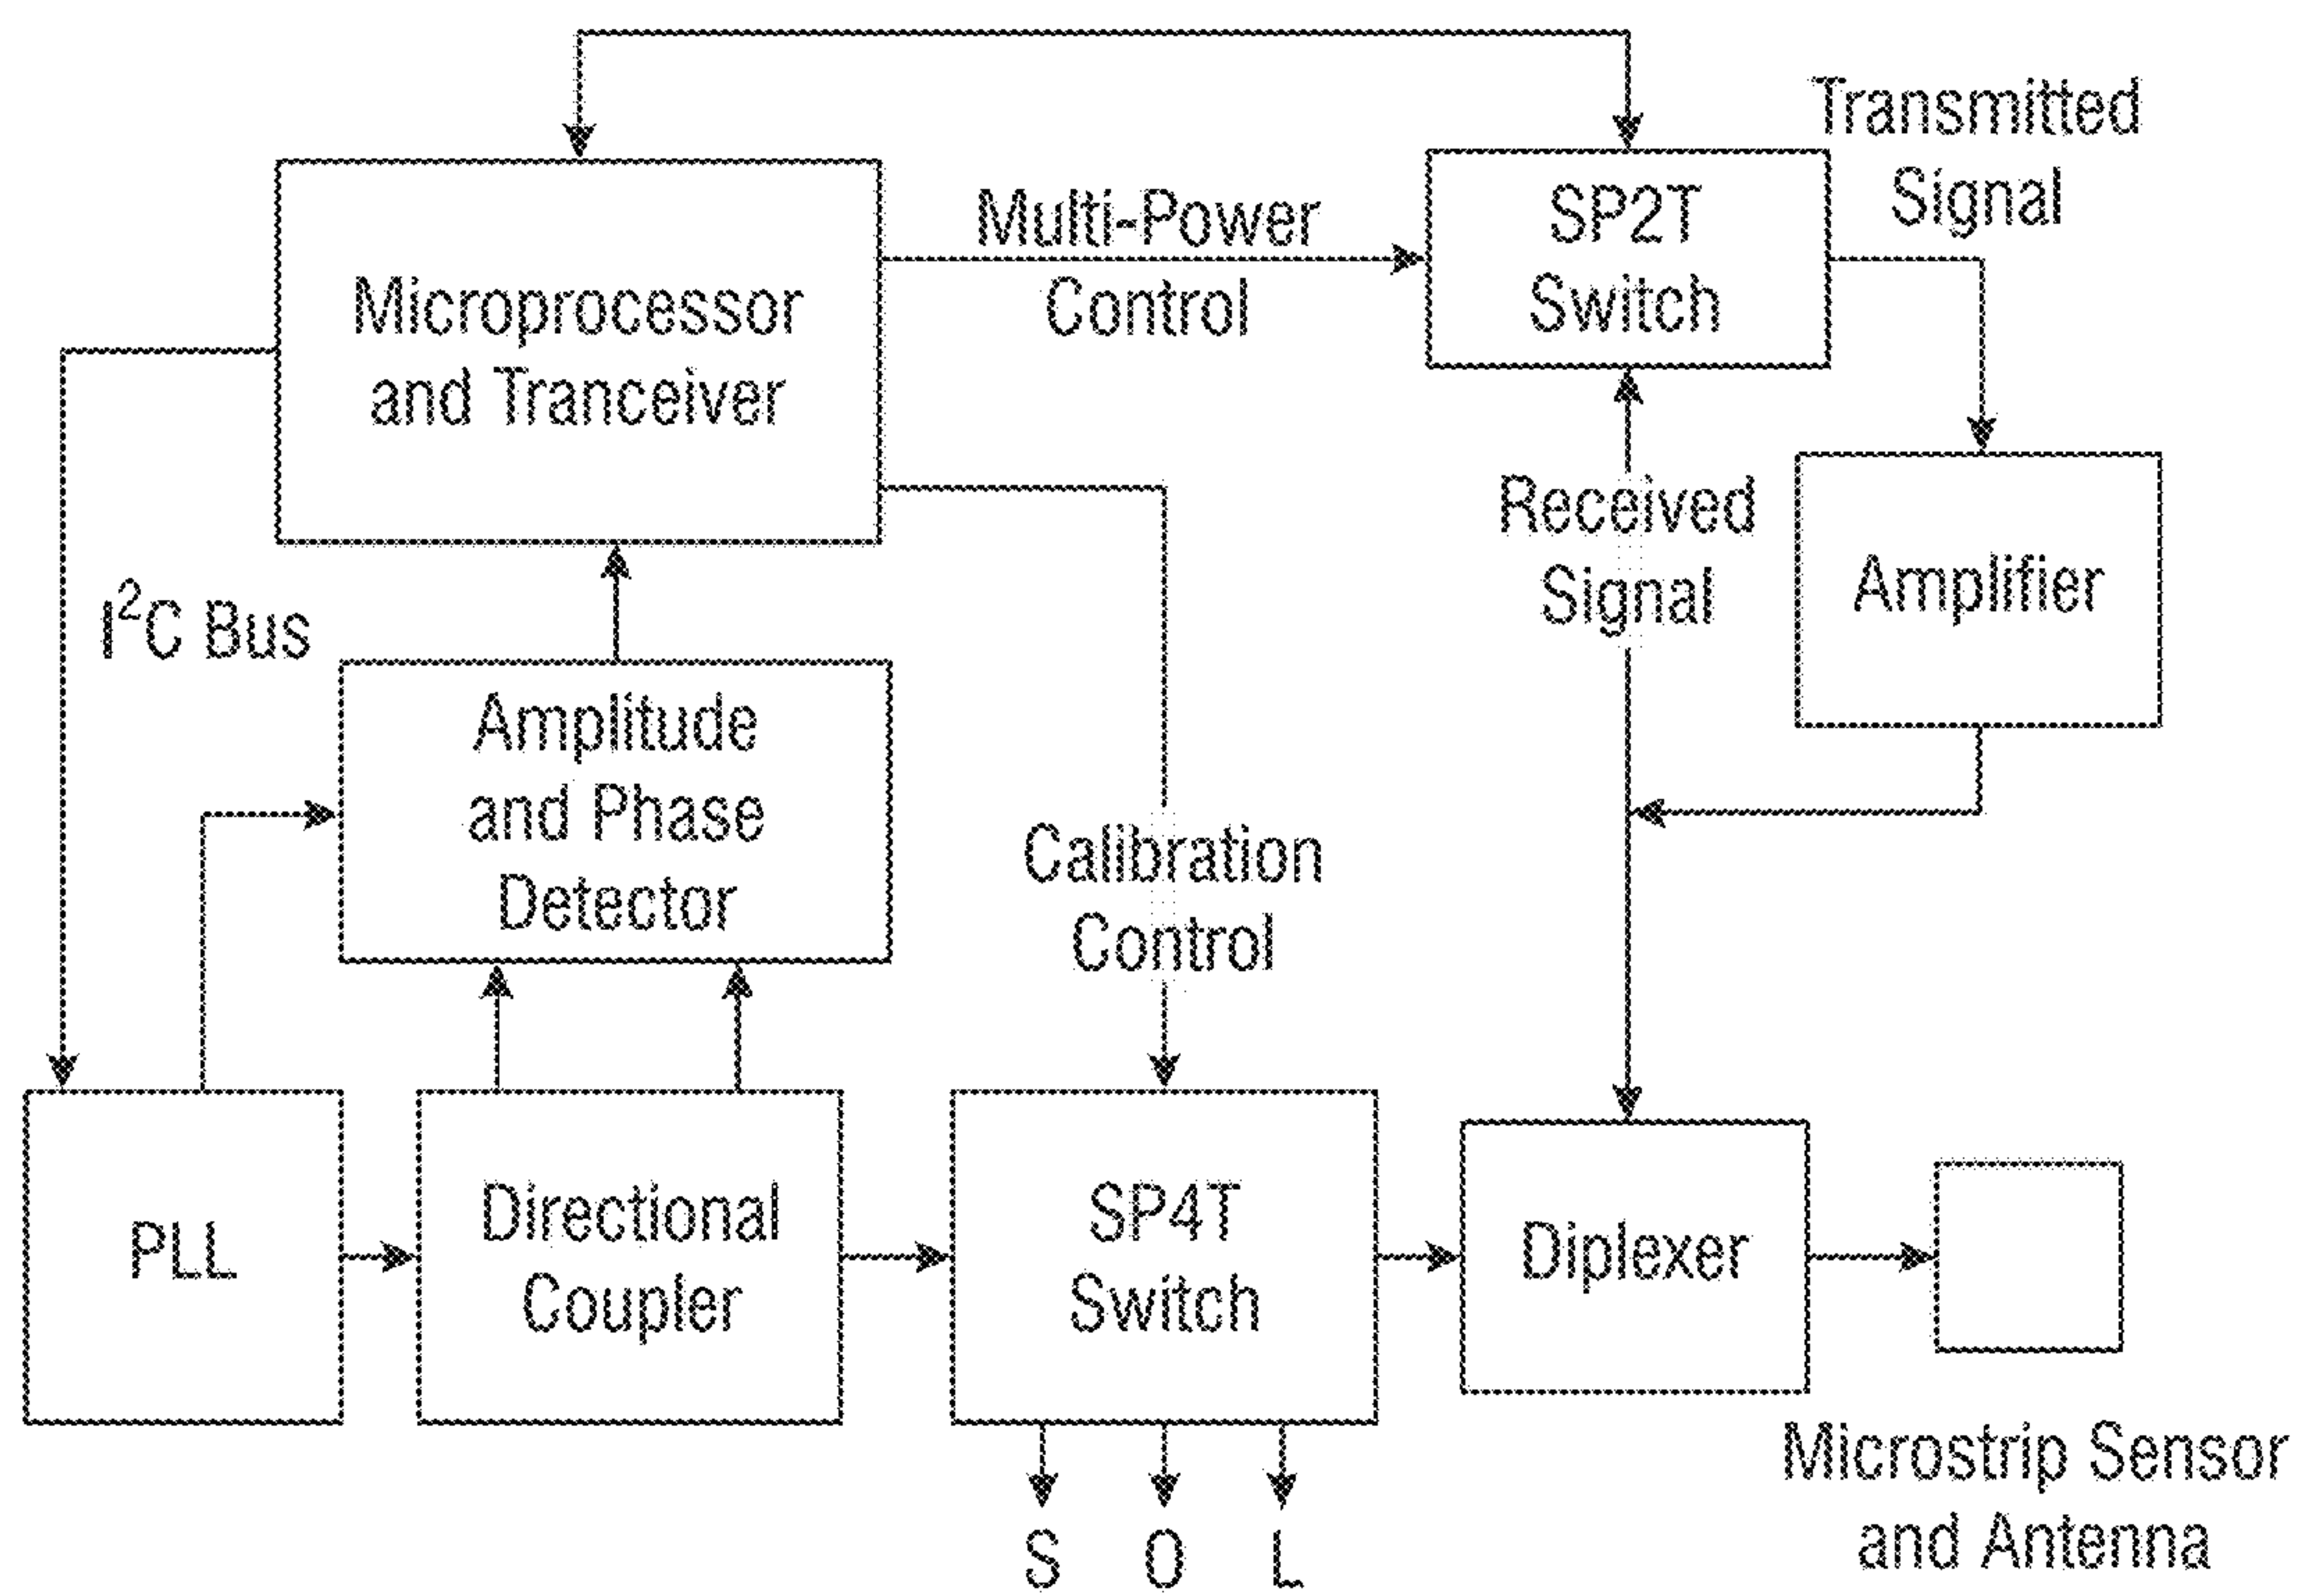 Transmitted
Signal
Multi-Power
Control
SP2T
Switch
Microprocessor
and Tranceiver
Received
Signal
Amplifier
I²C Bus
Amplitude
and Phase
Detector
Calibration
Control
PLL
Directional
Coupler
SP4T
Switch
Diplexer
Microstrip Sensor
and Antenna
S O L